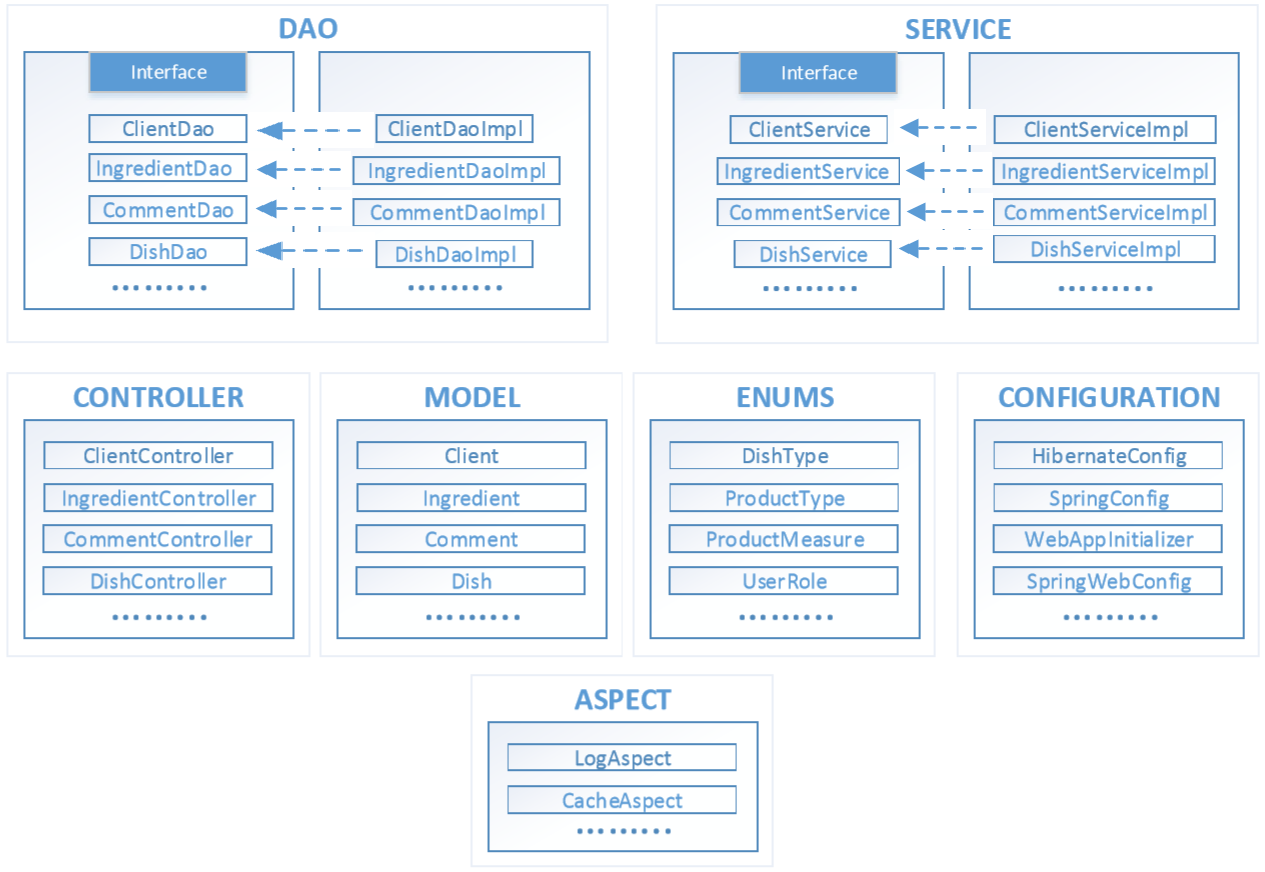 DAO
Interface
ClientDao
ClientDaoImpl
IngredientDao
IngredientDaoImpl
CommentDao
CommentDaoImpl
DishDao
DishDaoImpl
.........
.........
SERVICE
Interface
ClientService
ClientServiceImpl
IngredientService
IngredientServiceImpl
CommentService
CommentServiceImpl
DishService
DishServiceImpl
.........
.........
CONTROLLER
ClientController
IngredientController
CommentController
DishController
.........
MODEL
Client
Ingredient
Comment
Dish
.........
ENUMS
DishType
ProductType
ProductMeasure
UserRole
.........
CONFIGURATION
HibernateConfig
SpringConfig
WebAppInitializer
SpringWebConfig
.........
ASPECT
LogAspect
CacheAspect
.........